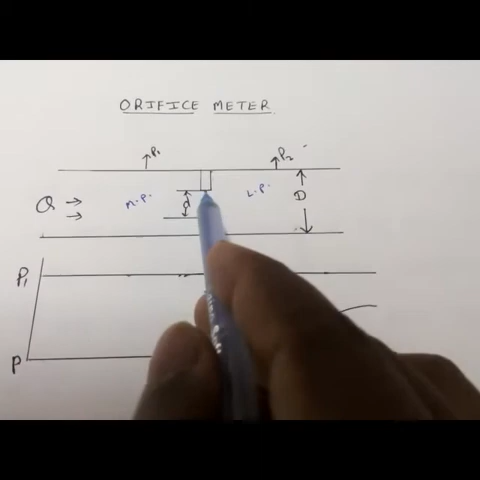 ORIFICE METER
P1 P2
Q M.P. d L.P. D
P1
P